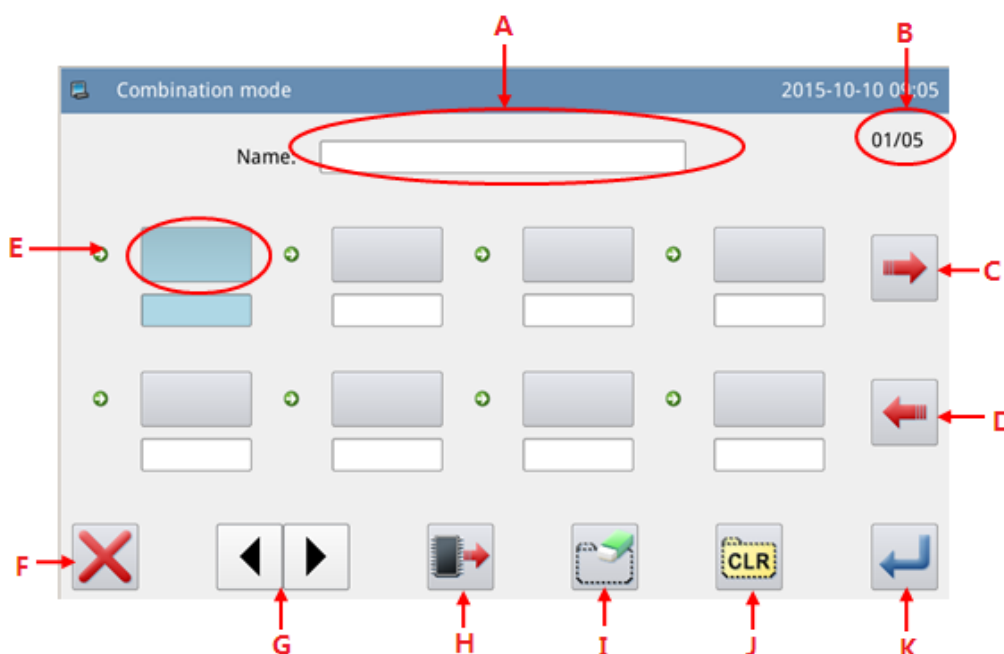 A
B
Combination mode 2015-10-10 09:05
01/05
Name:
E
C
D
CLR
F
G
H
I
J
K